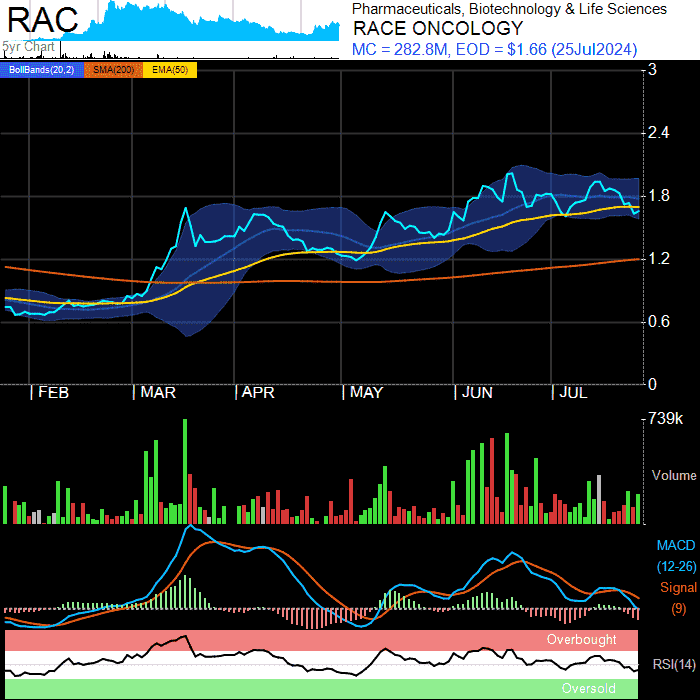 RAC
5yr Chart
Pharmaceuticals, Biotechnology & Life Sciences
RACE ONCOLOGY
MC = 282.8M, EOD = $1.66 (25Jul2024)
BollBands(20,2) SMA(200) EMA(50)
3
2.4
1.8
1.2
0.6
0
FEB MAR APR MAY JUN JUL
739k
Volume
MACD
(12-26)
Signal
(9)
Overbought
RSI(14)
Oversold